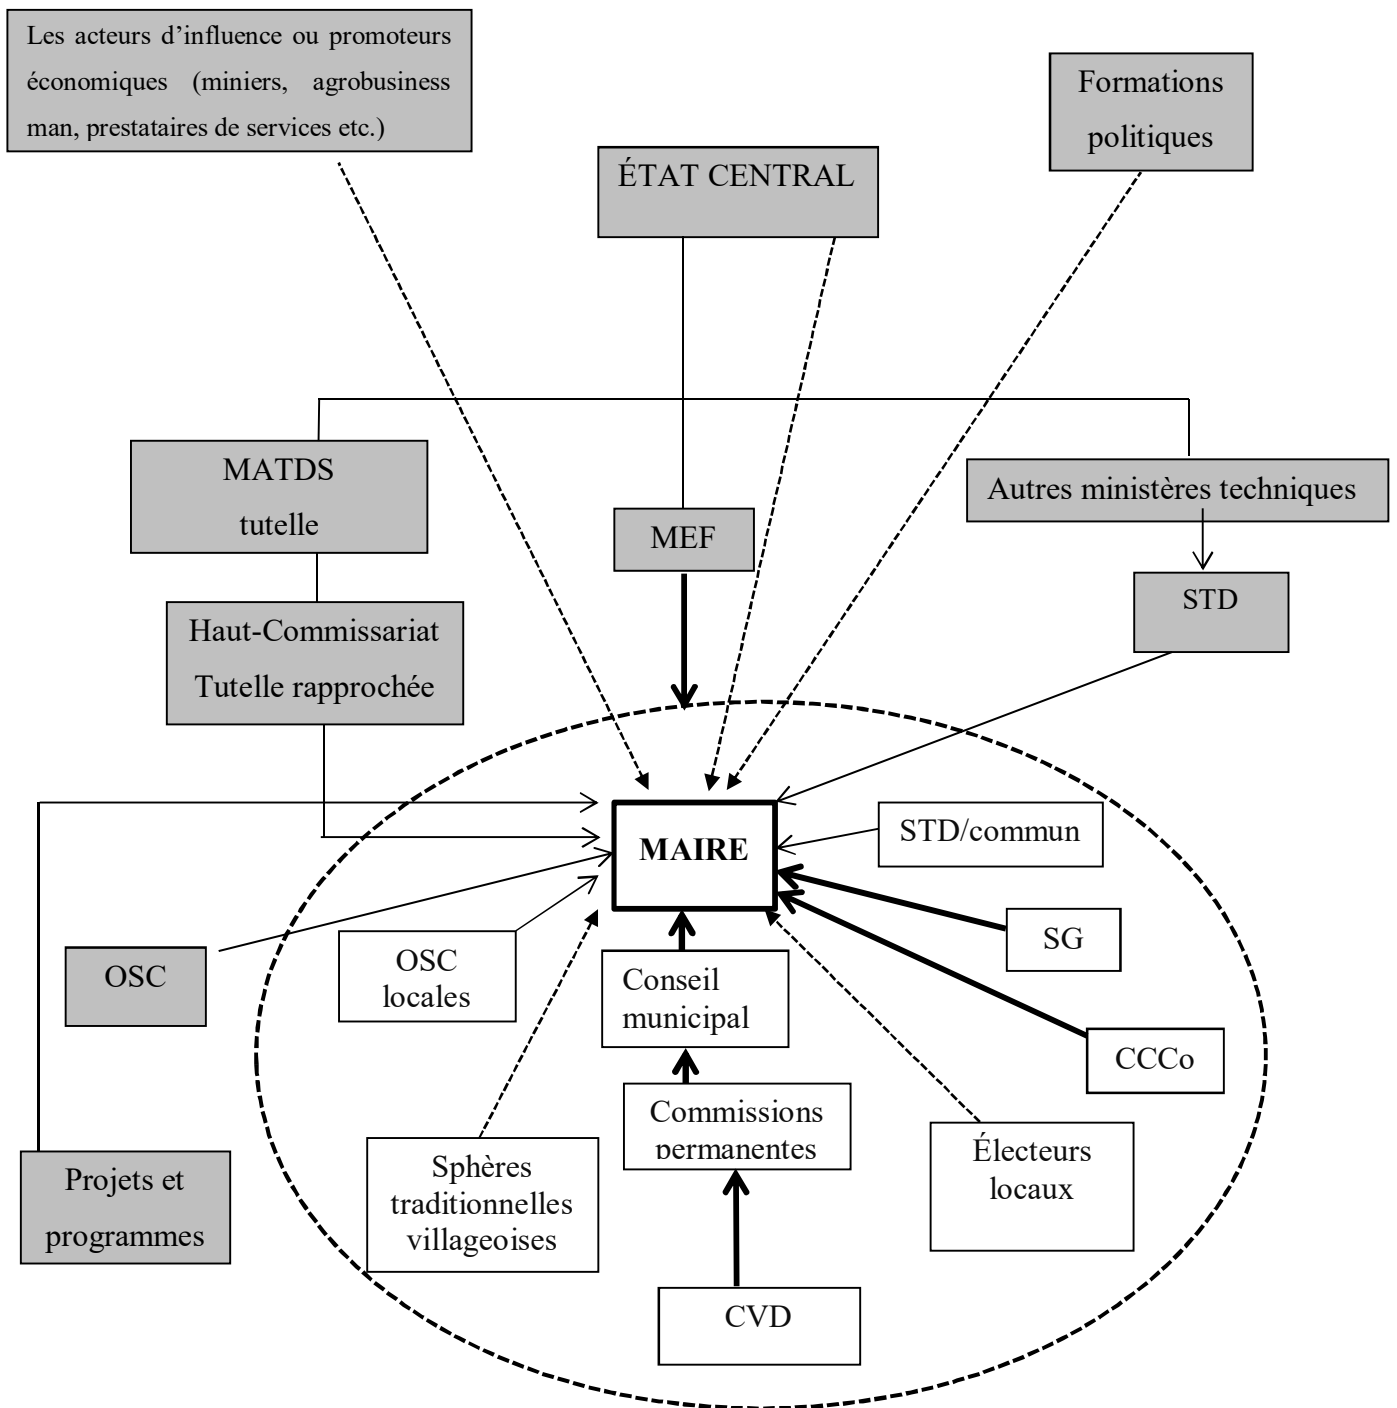 Les acteurs d’influence ou promoteurs
économiques (miniers, agrobusiness
man, prestataires de services etc.)
Formations
politiques
ÉTAT CENTRAL
MATDS
tutelle
Autres ministères techniques
MEF
STD
Haut-Commissariat
Tutelle rapprochée
MAIRE
STD/commun
SG
OSC
OSC
locales
Conseil
municipal
CCCo
Commissions
permanentes
Électeurs
locaux
Sphères
traditionnelles
villageoises
Projets et
programmes
CVD